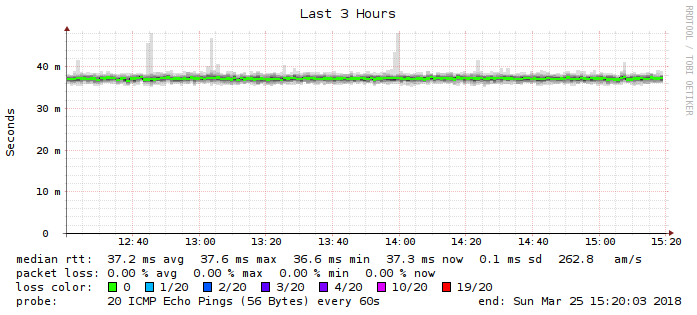 Last 3 Hours
RRDTOOL / TOBI OETIKER
Seconds
40 m
30 m
20 m
10 m
0
12:40 13:00 13:20 13:40 14:00 14:20 14:40 15:00 15:20
median rtt: 37.2 ms avg 37.6 ms max 36.6 ms min 37.3 ms now 0.1 ms sd 262.8 am/s
packet loss: 0.00 % avg 0.00 % max 0.00 % min 0.00 % now
loss color: 0 1/20 2/20 3/20 4/20 10/20 19/20
probe: 20 ICMP Echo Pings (56 Bytes) every 60s end: Sun Mar 25 15:20:03 2018